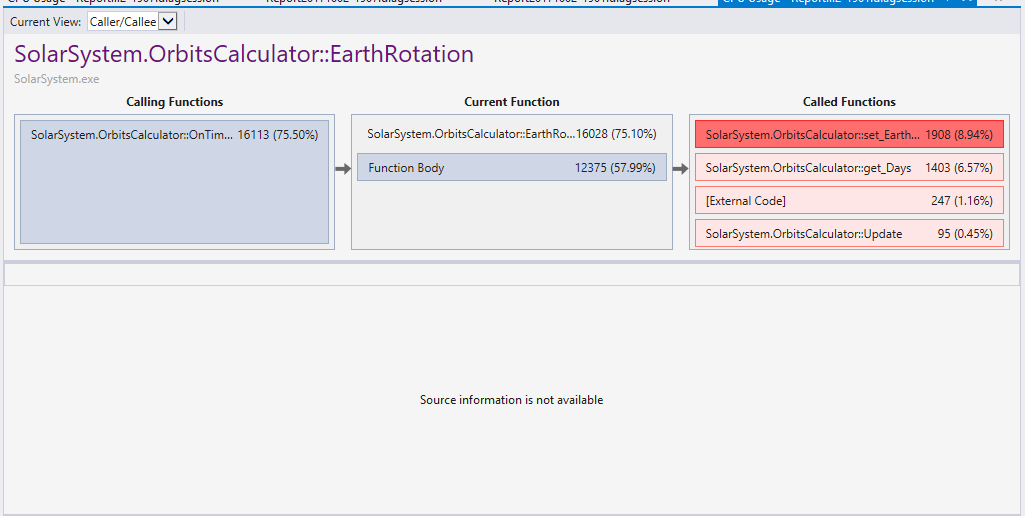 Current View: Caller/Callee
SolarSystem.OrbitsCalculator::EarthRotation
SolarSystem.exe
Calling Functions
Current Function
Called Functions
SolarSystem.OrbitsCalculator::OnTim... 16113 (75.50%)
SolarSystem.OrbitsCalculator::EarthRo...16028 (75.10%)
Function Body 12375 (57.99%)
SolarSystem.OrbitsCalculator::set_Earth... 1908 (8.94%)
SolarSystem.OrbitsCalculator::get_Days 1403 (6.57%)
[External Code] 247 (1.16%)
SolarSystem.OrbitsCalculator::Update 95 (0.45%)
Source information is not available